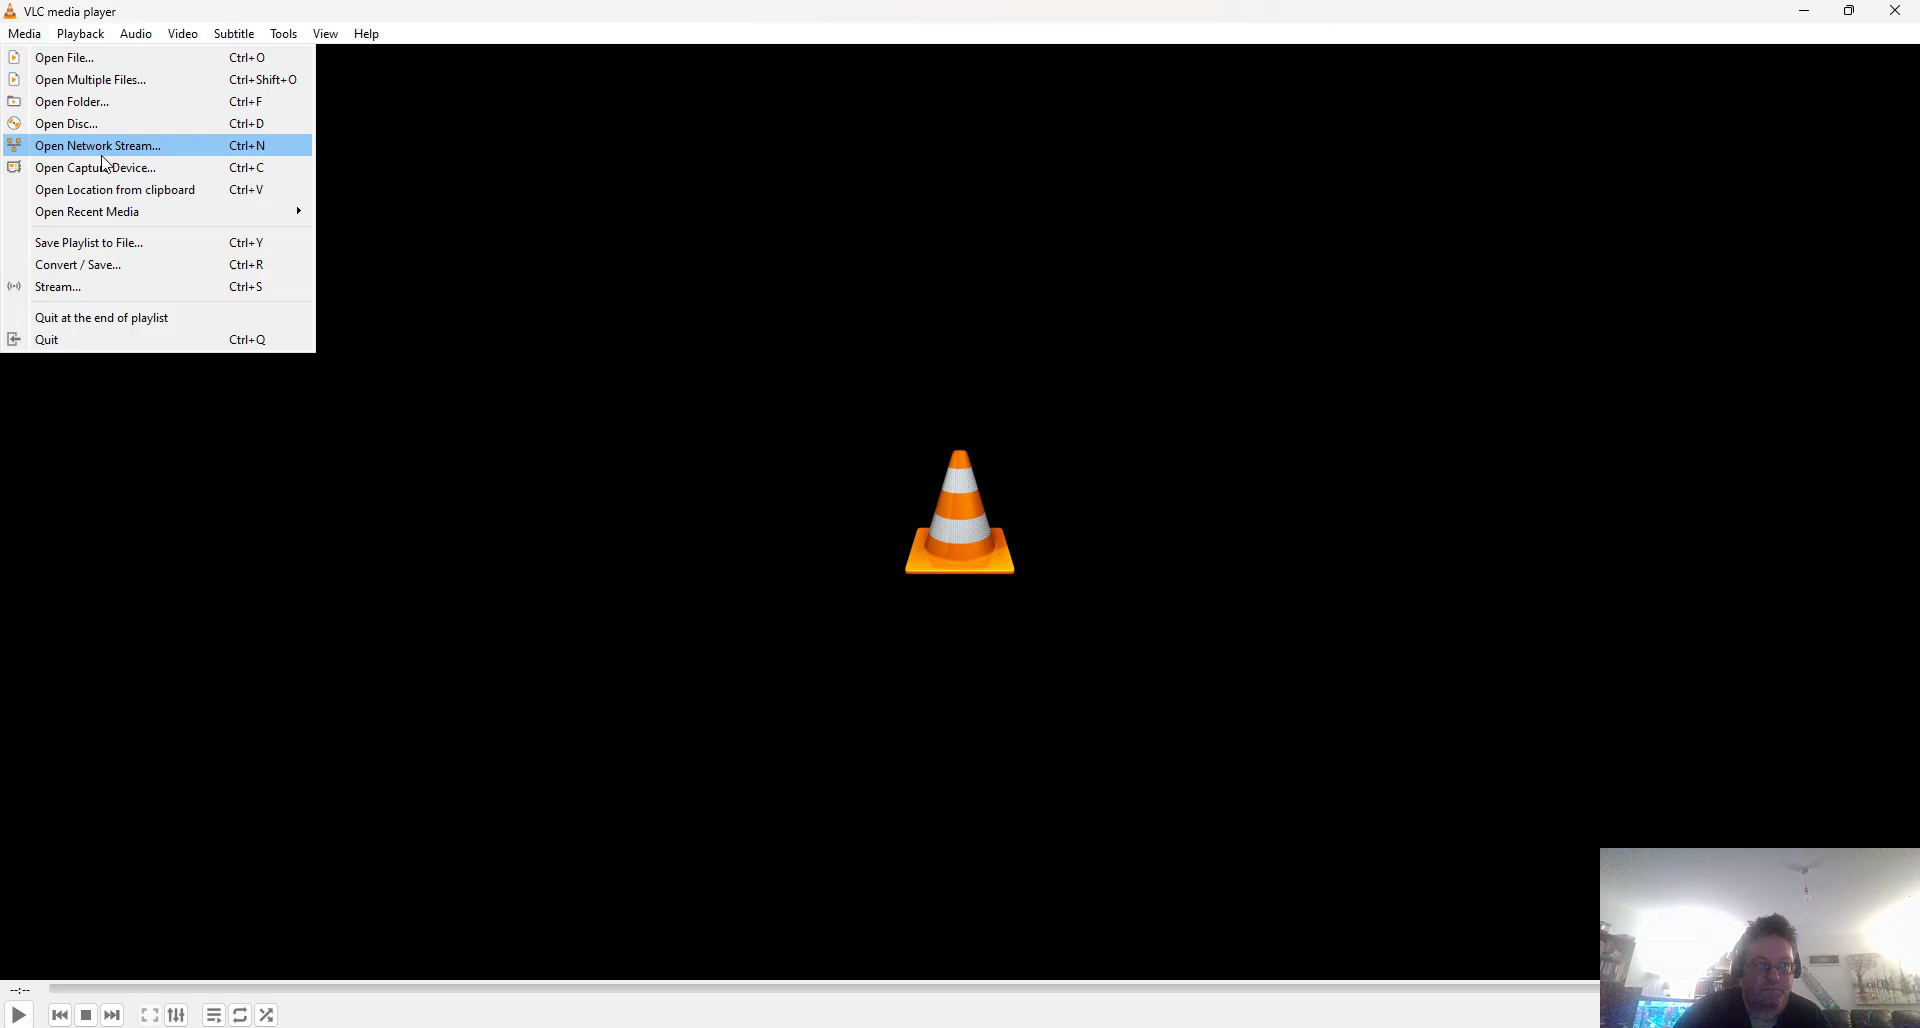 VLC media player
Media Playback Audio Video Subtitle Tools View Help
Open File... Ctrl+O
Open Multiple Files... Ctrl+Shift+O
Open Folder... Ctrl+F
Open Disc... Ctrl+D
Open Network Stream... Ctrl+N
Open Device... Ctrl+C
Open Location from clipboard Ctrl+V
Open Recent Media
Save Playlist to File... Ctrl+Y
Convert / Save... Ctrl+R
Stream... Ctrl+S
Quit at the end of playlist
Quit Ctrl+Q
--:--